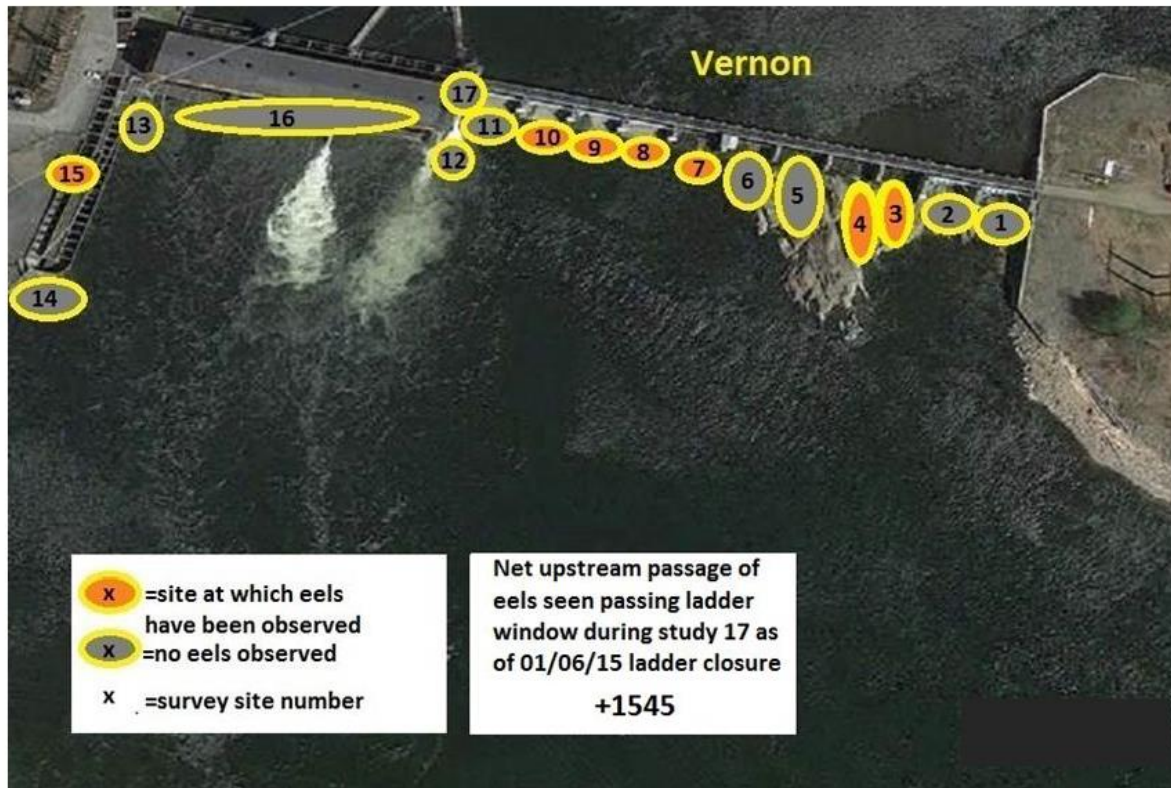 Vernon
17
13
16
11
10
12
9
8
15
7
6
5
4
3
2
1
14
x =site at which eels
have been observed
x =no eels observed
x =survey site number
Net upstream passage of
eels seen passing ladder
window during study 17 as
of 01/06/15 ladder closure
+1545